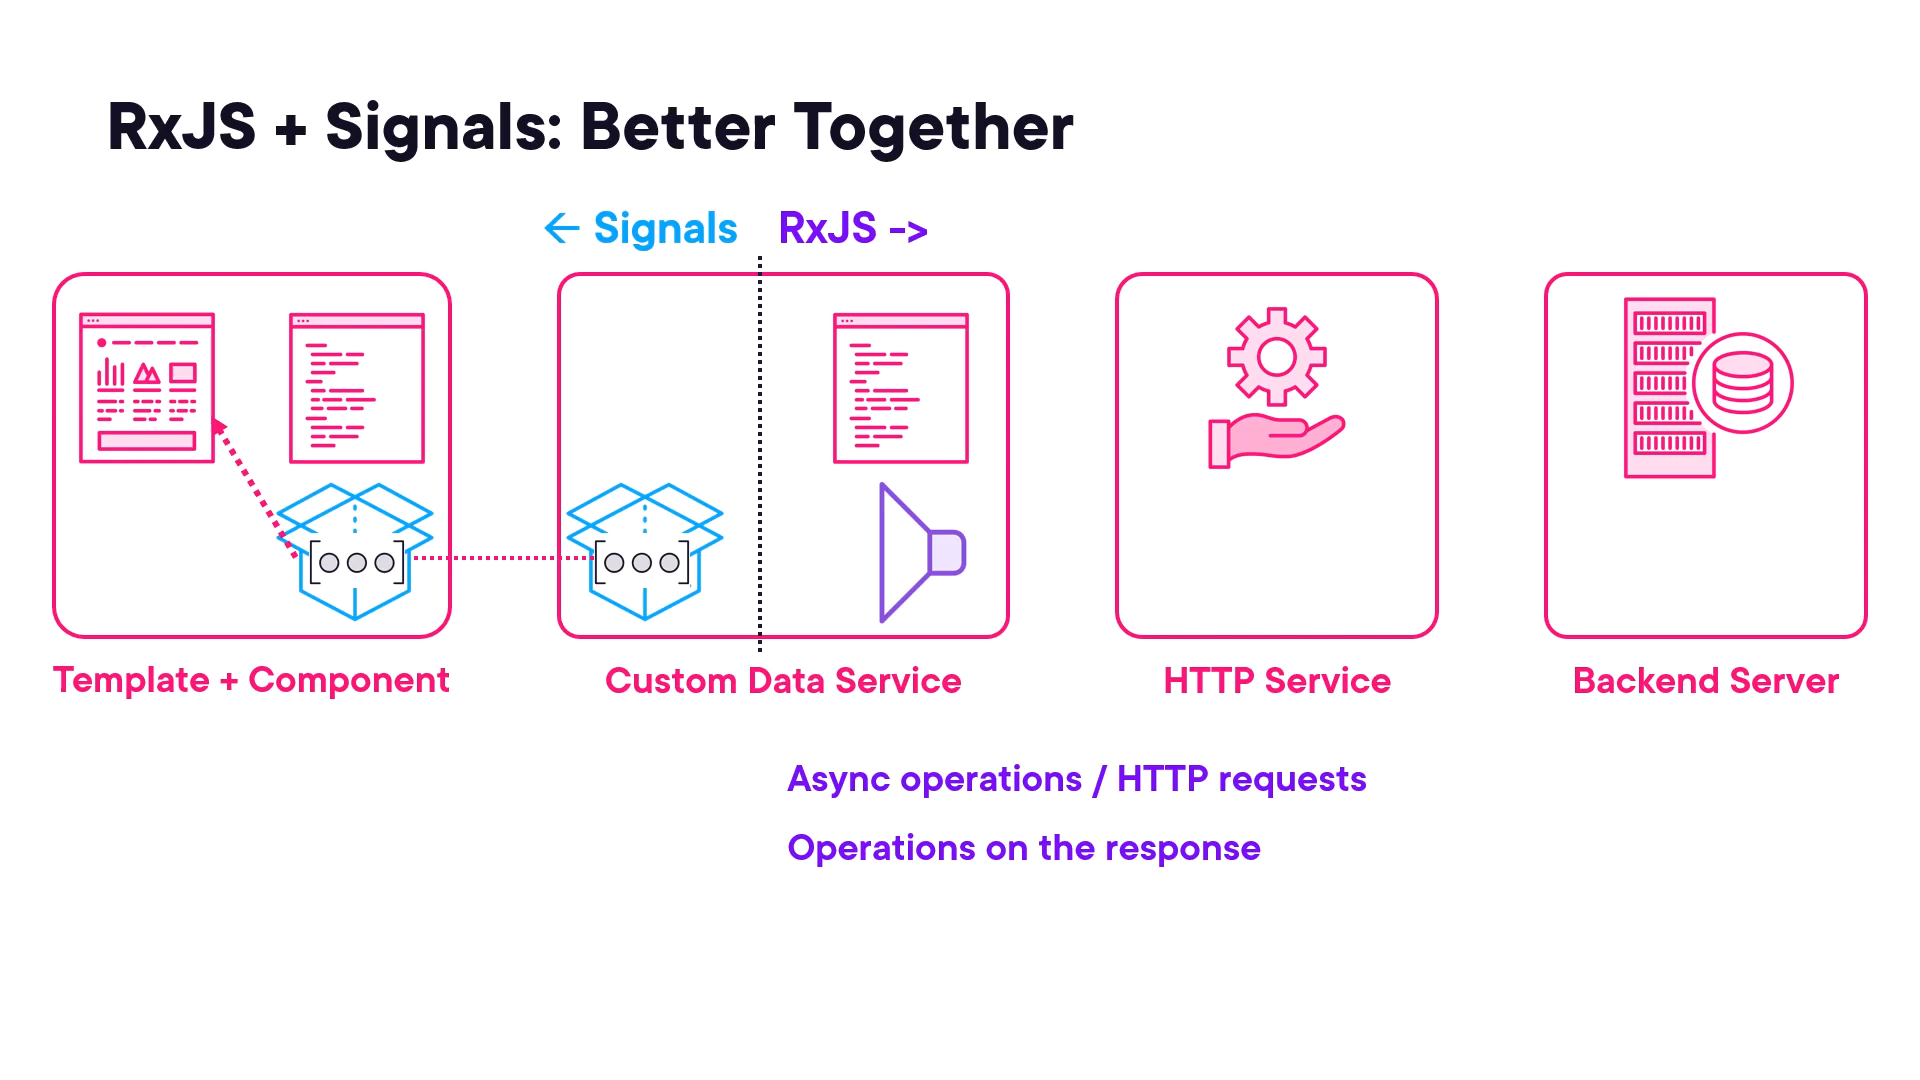 RxJS + Signals: Better Together
← Signals
RxJS ->
Template + Component
Custom Data Service
HTTP Service
Backend Server
Async operations / HTTP requests
Operations on the response